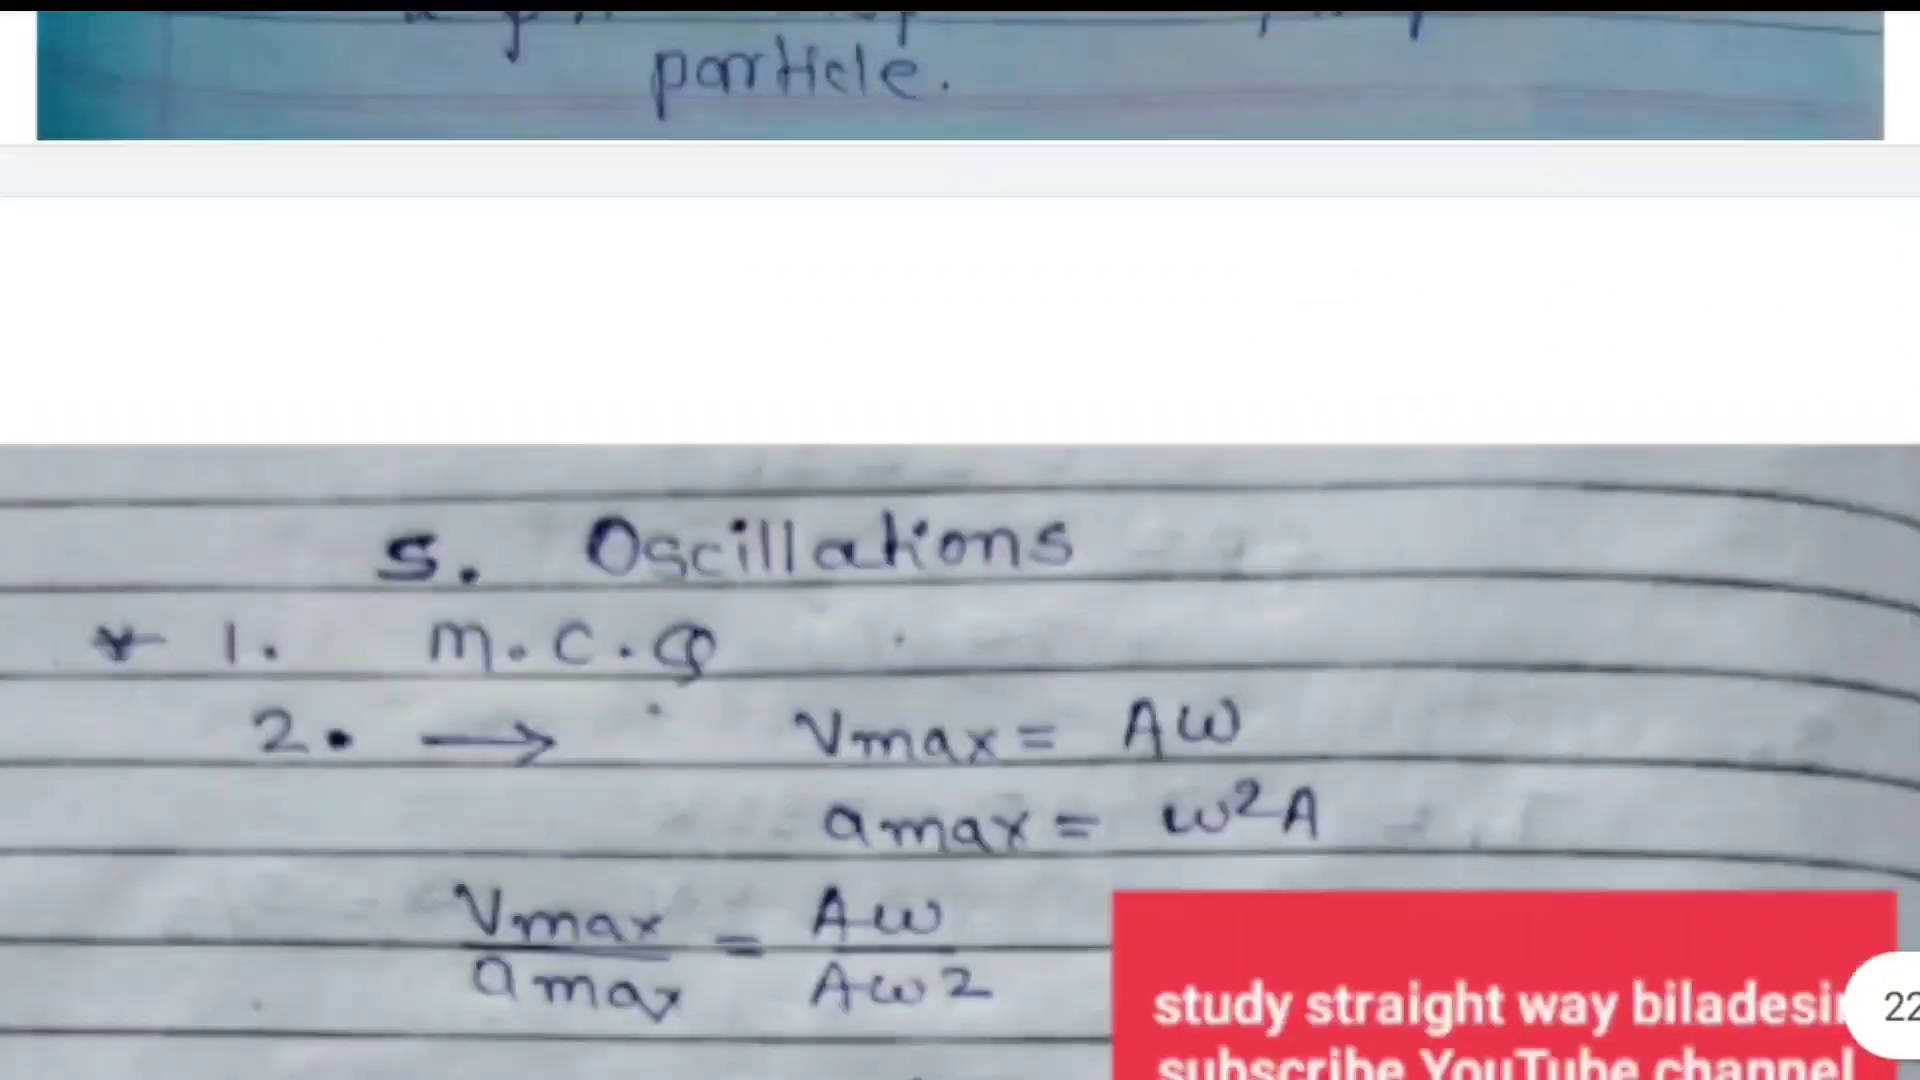 particle.
5. Oscillations
* 1. M.C.Q
2. → Vmax = Aω
amax = ω²A
Vmax / amax = Aω / Aω2
study straight way biladesi
subscribe YouTube channel
22